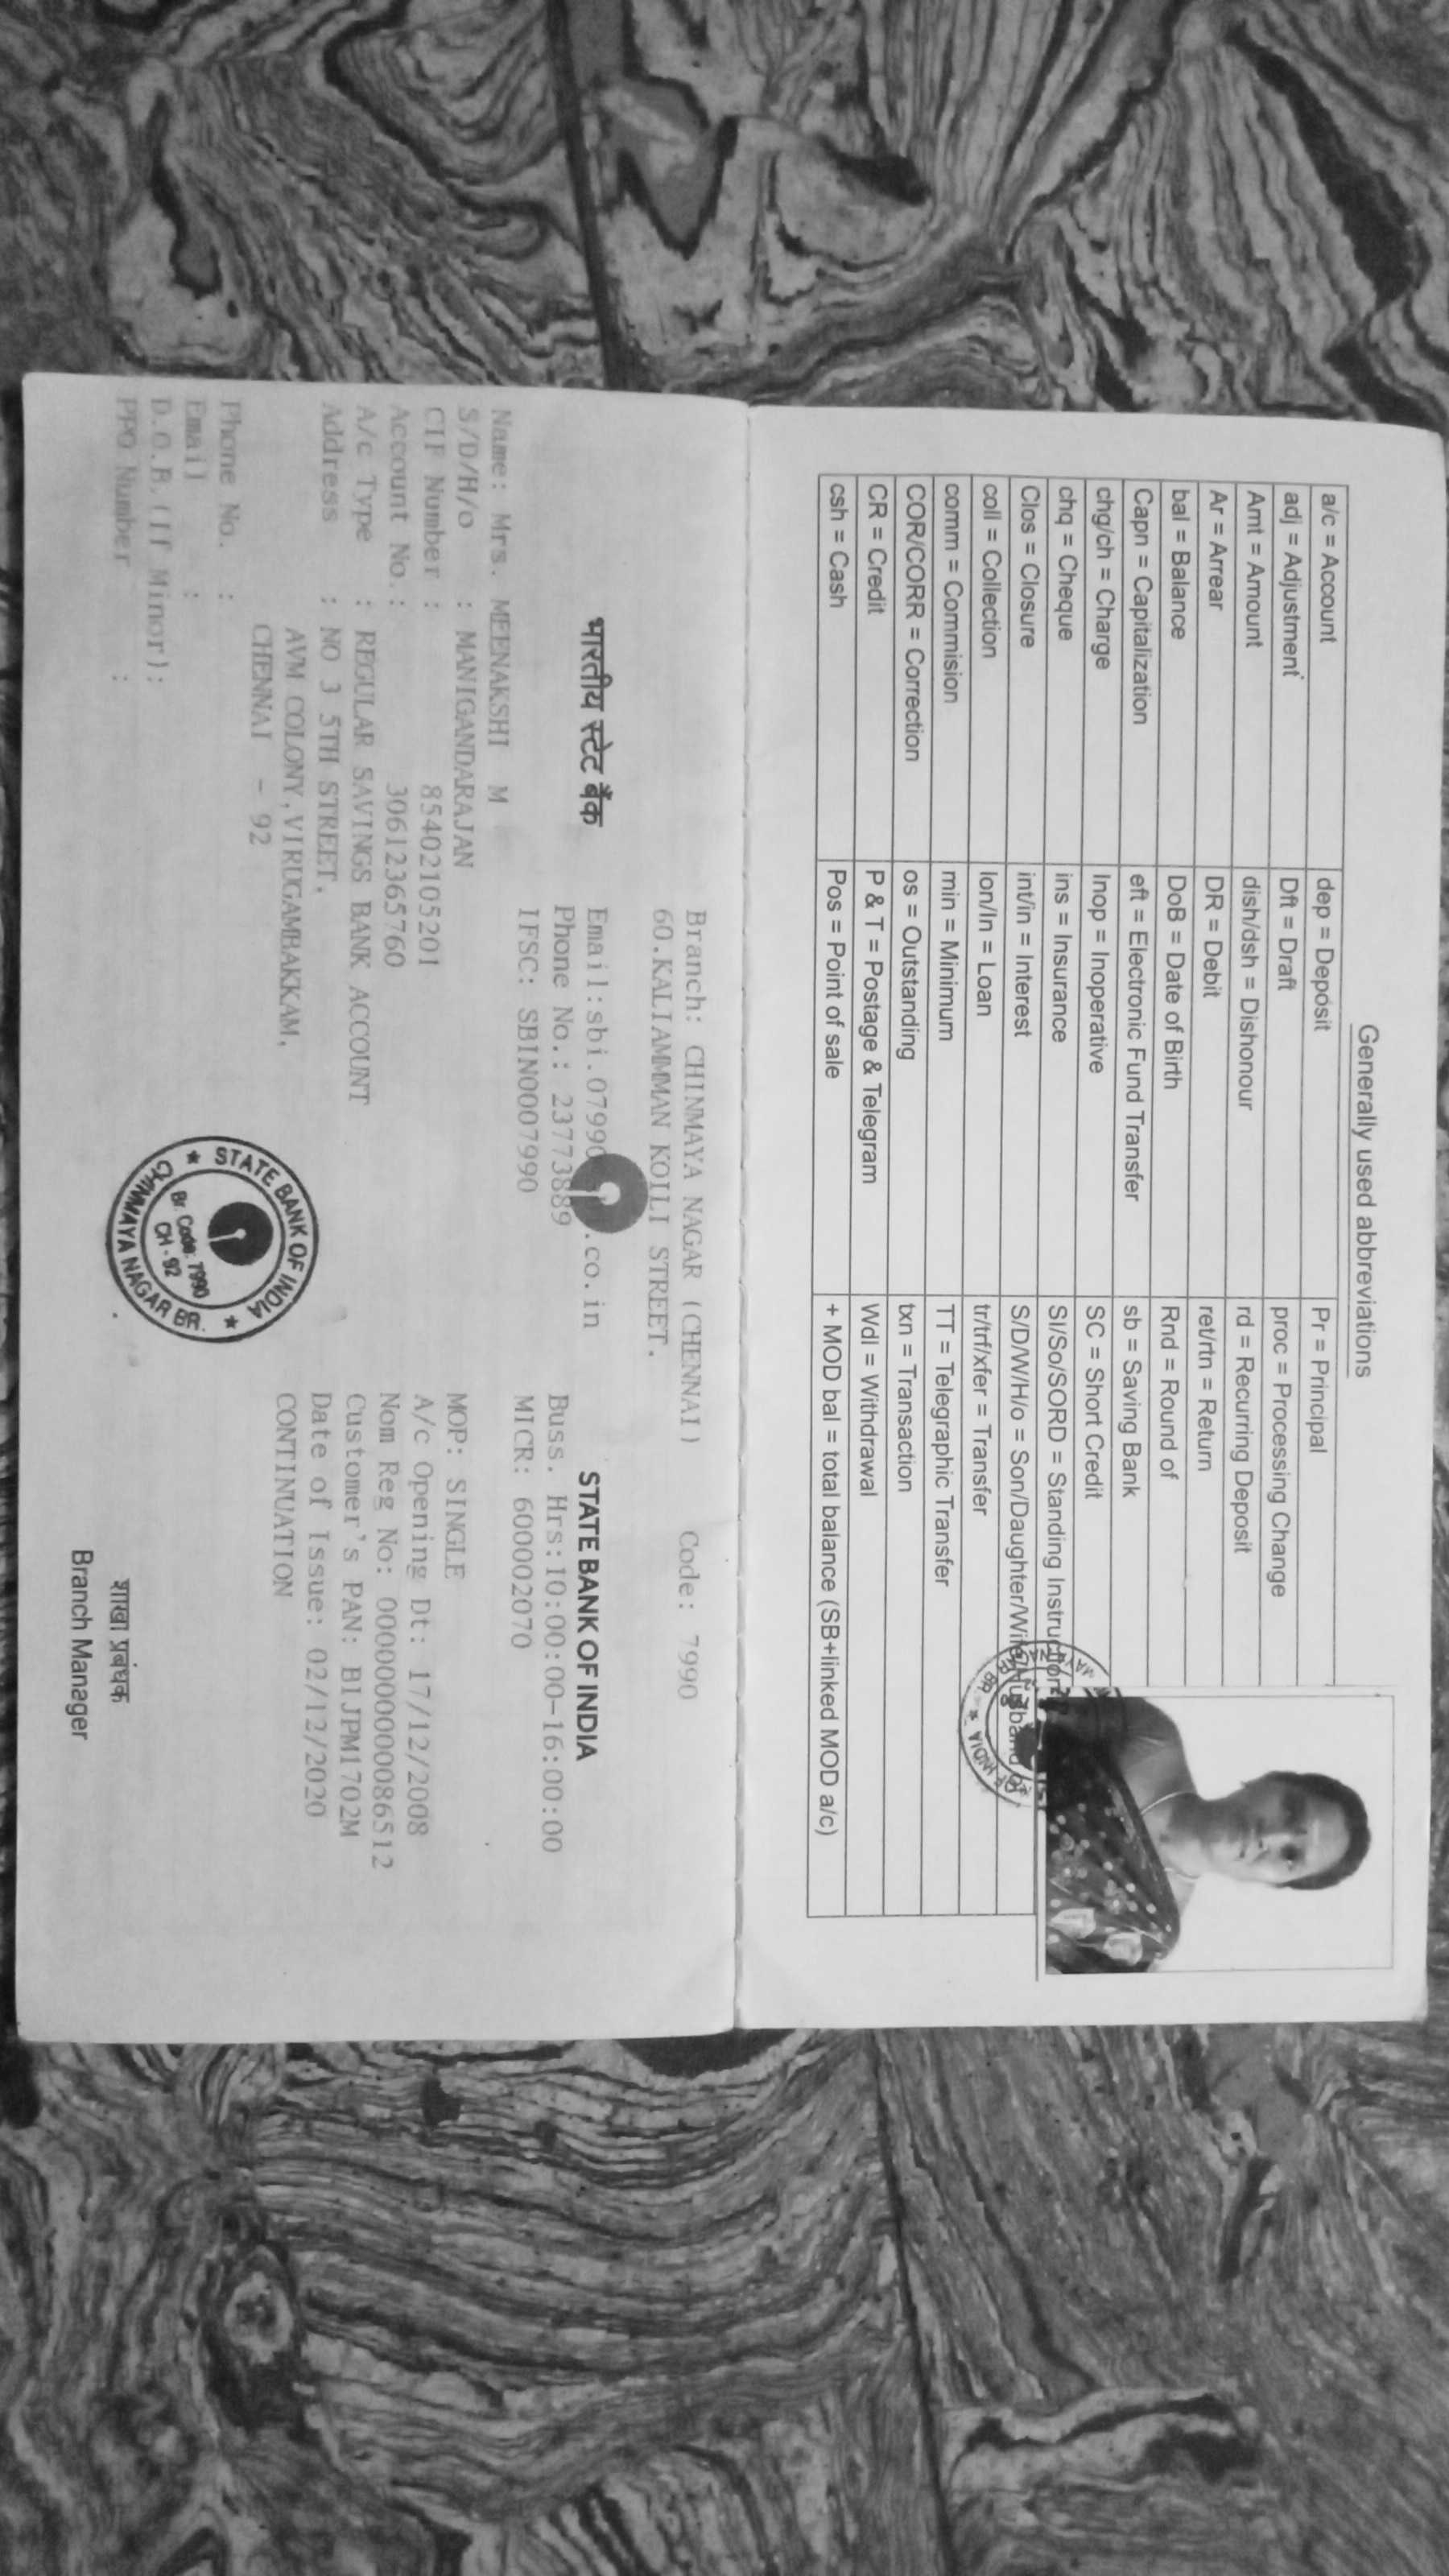 Generally used abbreviations
a/c = Account dep = Deposit Pr = Principal
adj = Adjustment Dft = Draft proc = Processing Change
Amt = Amount dish/dsh = Dishonour rd = Recurring Deposit
Ar = Arrear DR = Debit ret/rtn = Return
bal = Balance DoB = Date of Birth Rnd = Round of
Capn = Capitalization eft = Electronic Fund Transfer sb = Saving Bank
chg/ch = Charge Inop = Inoperative SC = Short Credit
chq = Cheque ins = Insurance SI/So/SORD = Standing Instruction
Clos = Closure int/in = Interest S/D/W/H/o = Son/Daughter/Wife/Husband
coll = Collection lon/ln = Loan tr/trf/xfer = Transfer
comm = Commision min = Minimum TT = Telegraphic Transfer
COR/CORR = Correction os = Outstanding txn = Transaction
CR = Credit P & T = Postage & Telegram Wdl = Withdrawal
csh = Cash Pos = Point of sale + MOD bal = total balance (SB+linked MOD a/c)
OF INDIA
Branch: CHINMAYA NAGAR (CHENNAI) Code: 7990
60.KALIAMMMAN KOILI STREET.
भारतीय स्टेट बैंक STATE BANK OF INDIA
Email:sbi.07990 .co.in
Phone No.: 23773889 Buss. Hrs:10:00:00-16:00:00
IFSC: SBIN0007990 MICR: 600002070
Name: Mrs. MEENAKSHI M
S/D/H/o : MANIGANDARAJAN MOP: SINGLE
CIF Number : 85402105201 A/c Opening Dt: 17/12/2008
Account No.: 30612365760 Nom Reg No: 0000000000086512
A/c Type : REGULAR SAVINGS BANK ACCOUNT Customer's PAN: BIJPM1702M
Address : NO 3 5TH STREET, Date of Issue: 02/12/2020
AVM COLONY,VIRUGAMBAKKAM, CONTINUATION
CHENNAI - 92
Phone No. :
Email :
D.O.B.(If Minor):
PPO Number :
STATE BANK OF INDIA
Br. Code: 7990
CH - 92
CHINMAYA NAGAR BR.
शाखा प्रबंधक
Branch Manager